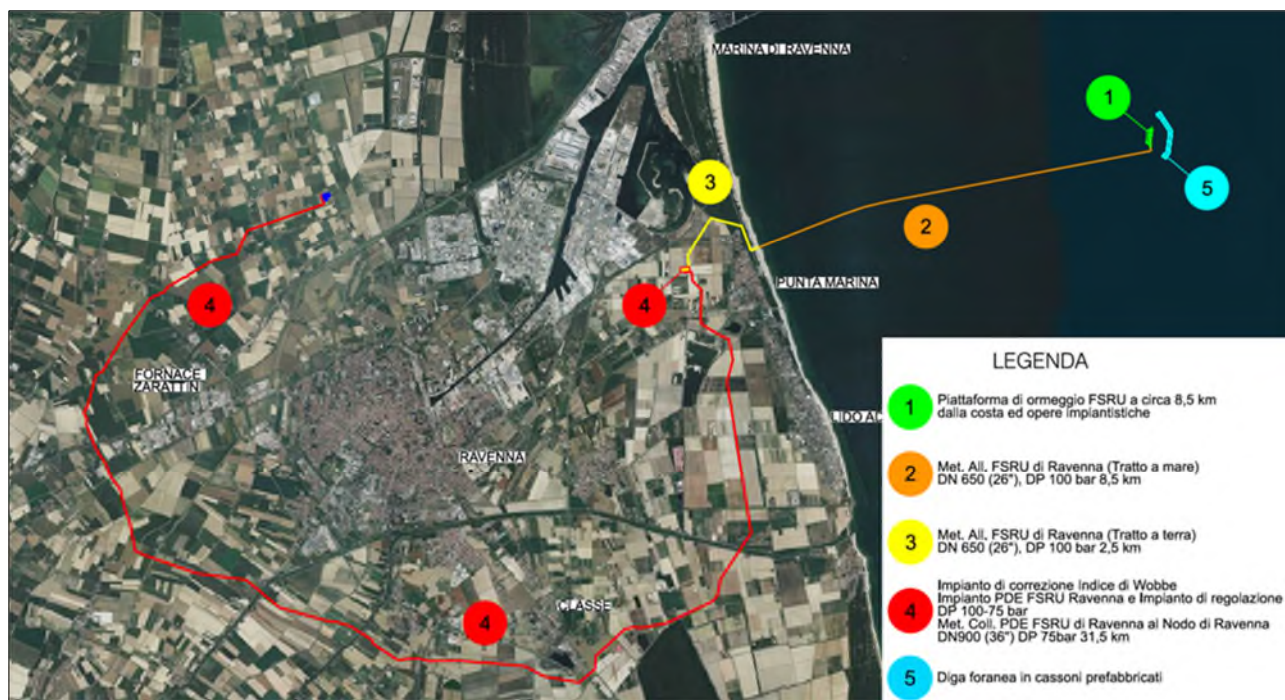 MARINA DI RAVENNA
1
5
3
2
PUNTA MARINA
4
4
FORNACE
ZARATTIN
LIDO AD
RAVENNA
CLASSE
4
LEGENDA
1 Piattaforma di ormeggio FSRU a circa 8,5 km
dalla costa ed opere impiantistiche
2 Met. All. FSRU di Ravenna (Tratto a mare)
DN 650 (26"), DP 100 bar 8,5 km
3 Met. All. FSRU di Ravenna (Tratto a terra)
DN 650 (26"), DP 100 bar 2,5 km
4 Impianto di correzione Indice di Wobbe
Impianto PDE FSRU Ravenna e Impianto di regolazione
DP 100-75 bar
Met. Coll. PDE FSRU di Ravenna al Nodo di Ravenna
DN900 (36") DP 75bar 31,5 km
5 Diga foranea in cassoni prefabbricati